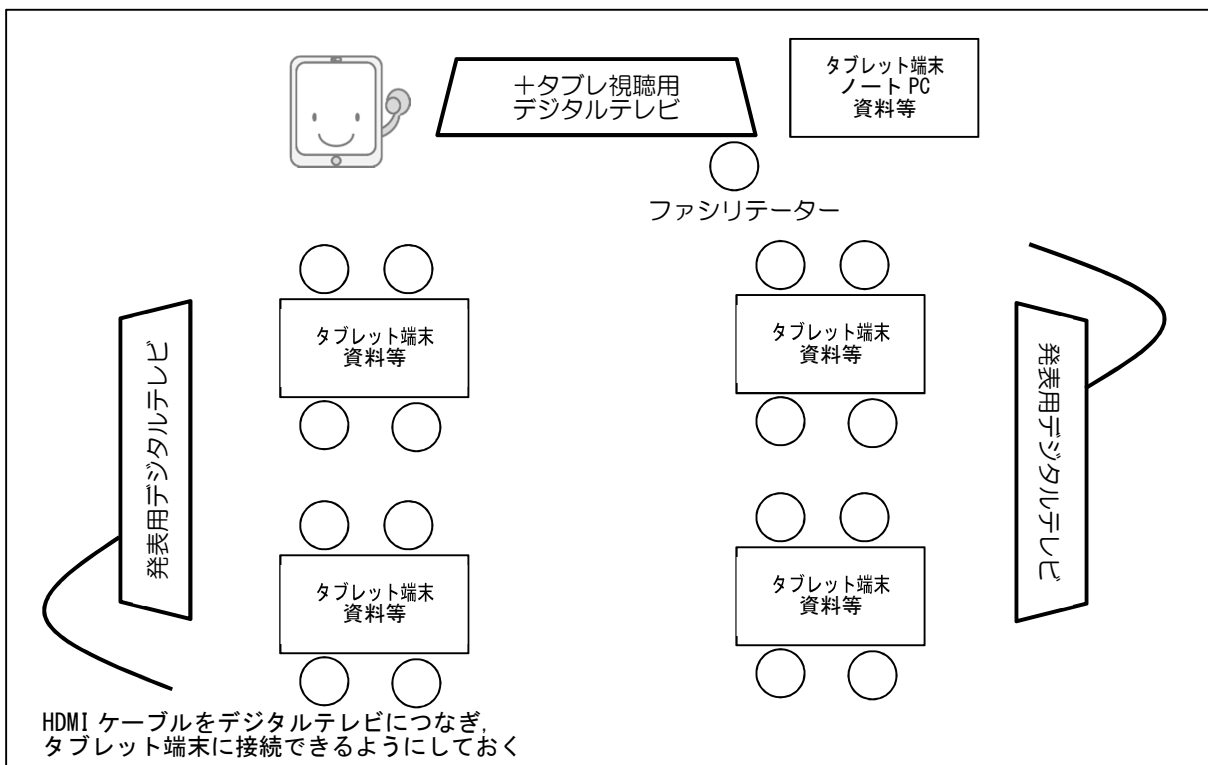 ＋タブレ視聴用
デジタルテレビ
タブレット端末
ノート PC
資料等
ファシリテーター
タブレット端末
資料等
タブレット端末
資料等
発表用デジタルテレビ
発表用デジタルテレビ
タブレット端末
資料等
タブレット端末
資料等
HDMI ケーブルをデジタルテレビにつなぎ,
タブレット端末に接続できるようにしておく